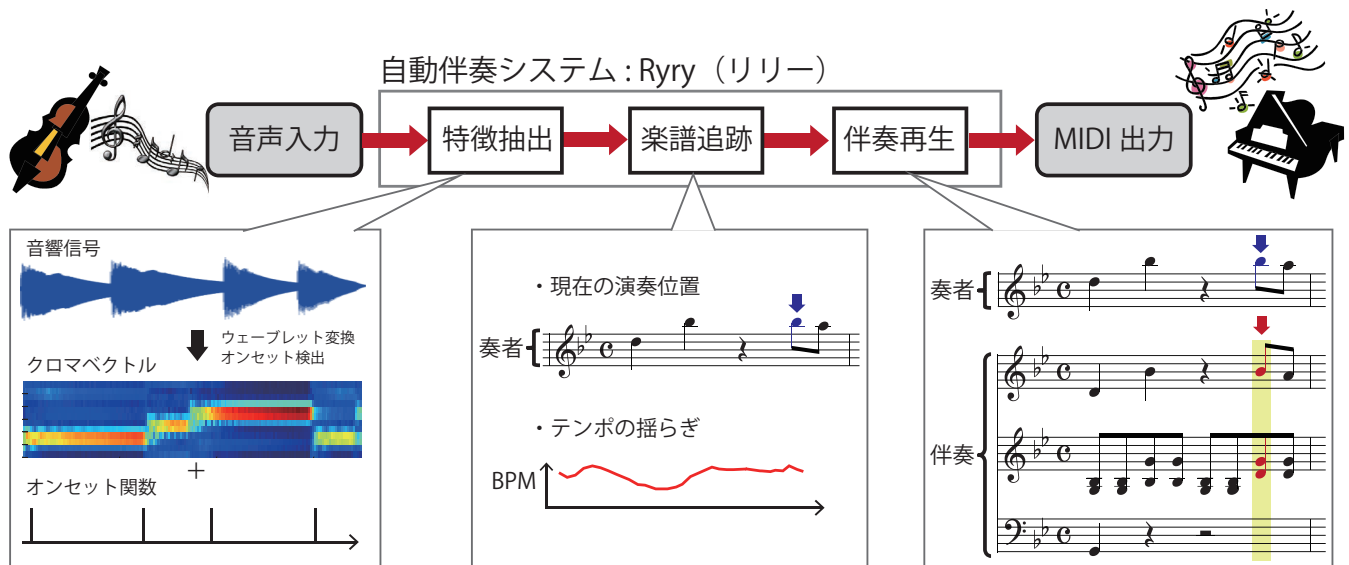 自動伴奏システム : Ryry（リリー）
音声入力
特徴抽出
楽譜追跡
伴奏再生
MIDI 出力
音響信号
ウェーブレット変換
オンセット検出
クロマベクトル
+
オンセット関数
・現在の演奏位置
奏者
・テンポの揺らぎ
BPM
奏者
伴奏